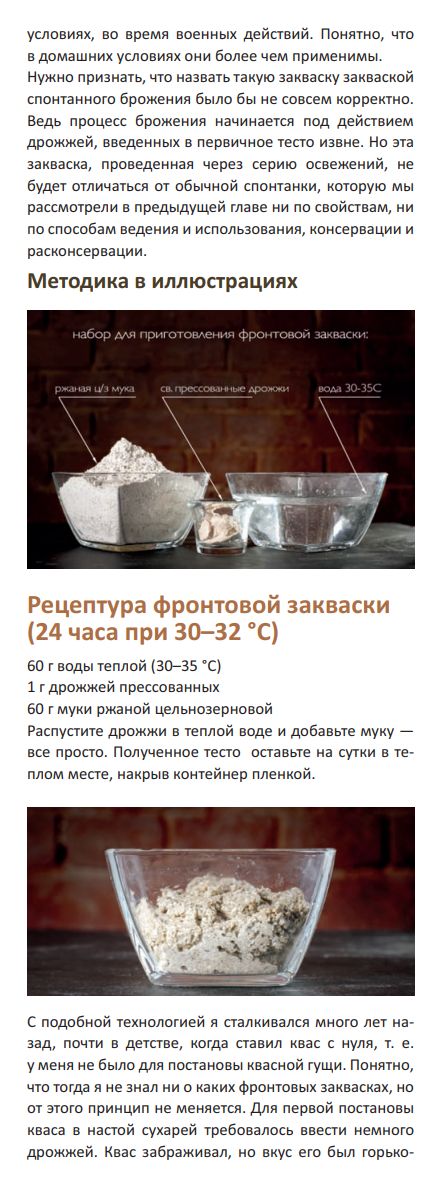 условиях, во время военных действий. Понятно, что
в домашних условиях они более чем применимы.
Нужно признать, что назвать такую закваску закваской
спонтанного брожения было бы не совсем корректно.
Ведь процесс брожения начинается под действием
дрожжей, введенных в первичное тесто извне. Но эта
закваска, проведенная через серию освежений, не
будет отличаться от обычной спонтанки, которую мы
рассмотрели в предыдущей главе ни по свойствам, ни
по способам ведения и использования, консервации и
расконсервации.
Методика в иллюстрациях
набор для приготовления фронтовой закваски:
ржаная ц/з мука св. прессованные дрожжи вода 30-35С
Рецептура фронтовой закваски
(24 часа при 30–32 °С)
60 г воды теплой (30–35 °С)
1 г дрожжей прессованных
60 г муки ржаной цельнозерновой
Распустите дрожжи в теплой воде и добавьте муку —
все просто. Полученное тесто оставьте на сутки в те-
плом месте, накрыв контейнер пленкой.
С подобной технологией я сталкивался много лет на-
зад, почти в детстве, когда ставил квас с нуля, т. е.
у меня не было для постановы квасной гущи. Понятно,
что тогда я не знал ни о каких фронтовых заквасках, но
от этого принцип не меняется. Для первой постановы
кваса в настой сухарей требовалось ввести немного
дрожжей. Квас забраживал, но вкус его был горько-